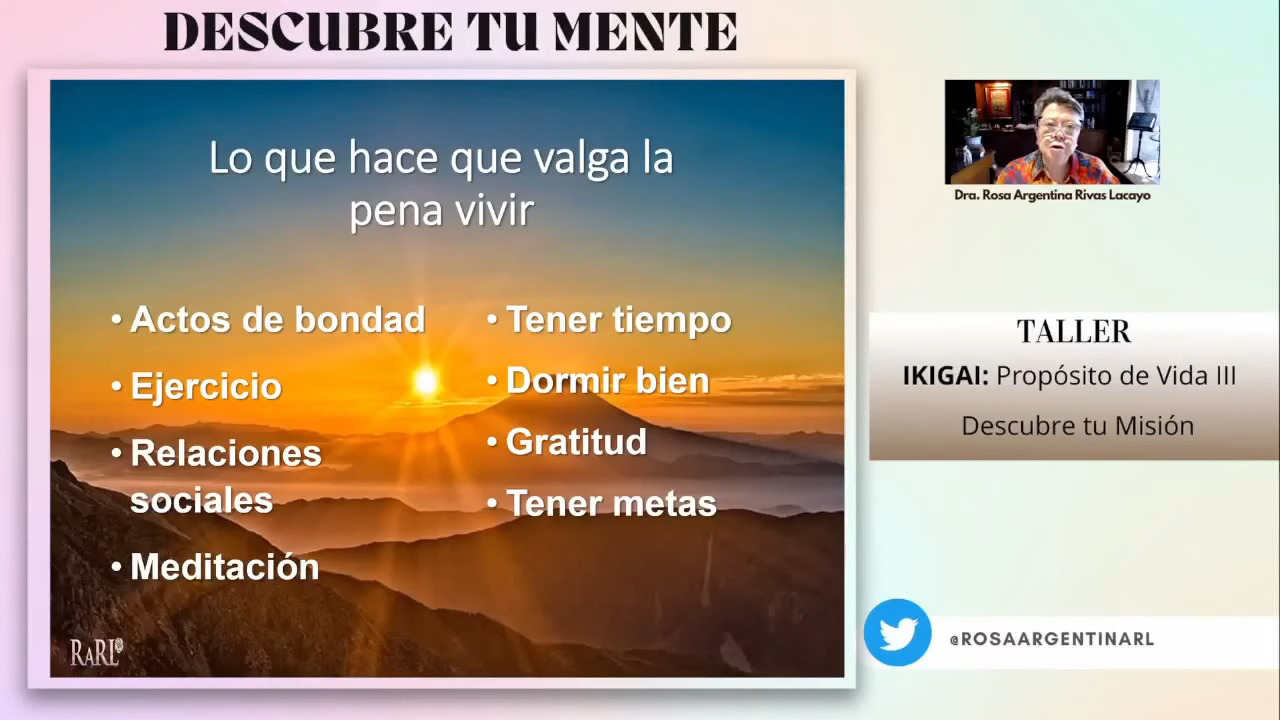 DESCUBRE TU MENTE
Lo que hace que valga la
pena vivir
• Actos de bondad
• Ejercicio
• Relaciones
sociales
• Meditación
• Tener tiempo
• Dormir bien
• Gratitud
• Tener metas
RARL
Dra. Rosa Argentina Rivas Lacayo
TALLER
IKIGAI: Propósito de Vida III
Descubre tu Misión
@ROSAARGENTINARL